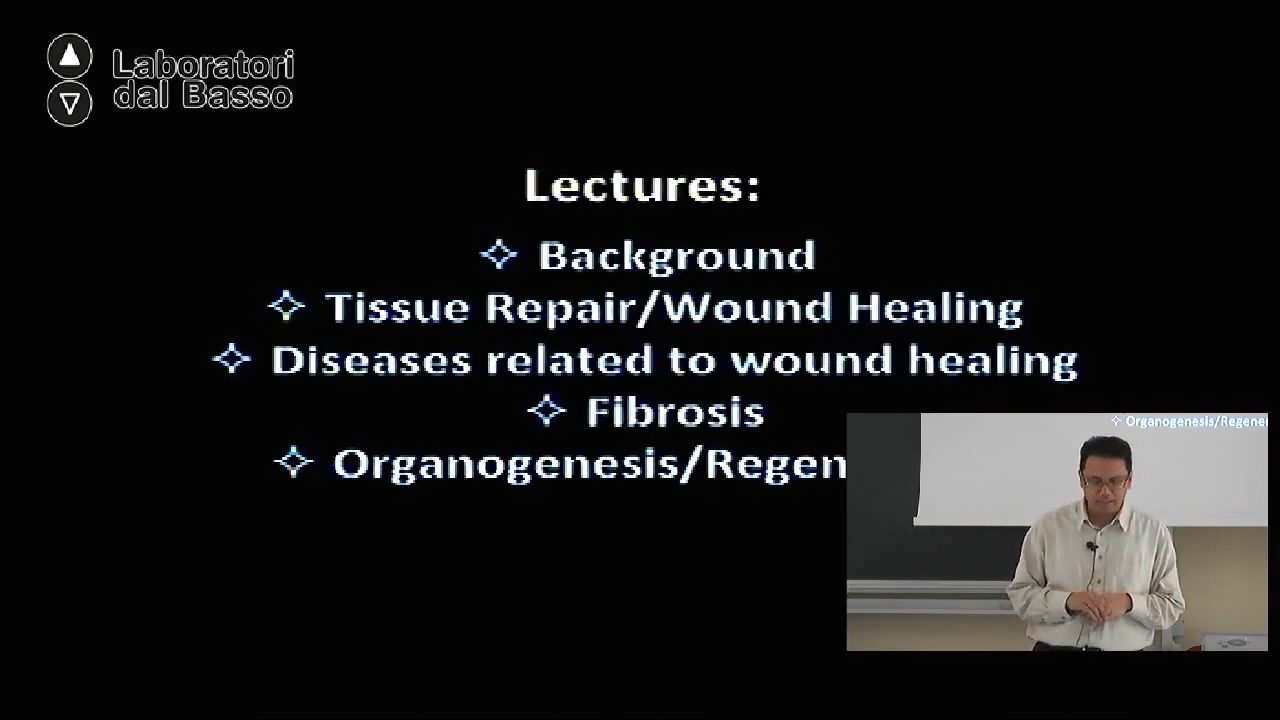 Laboratori
dal Basso
Lectures:
Background
Tissue Repair/Wound Healing
Diseases related to wound healing
Fibrosis
Organogenesis/Regen
Organogenesis/Regene